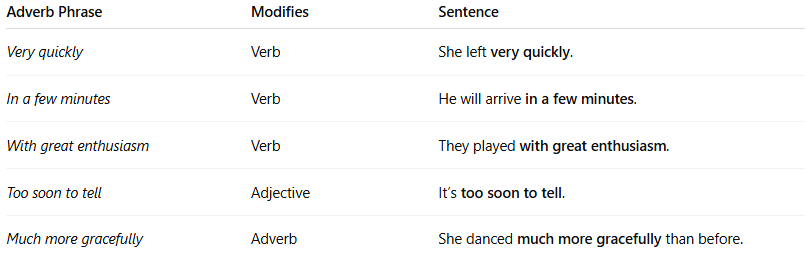 Adverb Phrase Modifies Sentence
Very quickly Verb She left very quickly.
In a few minutes Verb He will arrive in a few minutes.
With great enthusiasm Verb They played with great enthusiasm.
Too soon to tell Adjective It's too soon to tell.
Much more gracefully Adverb She danced much more gracefully than before.